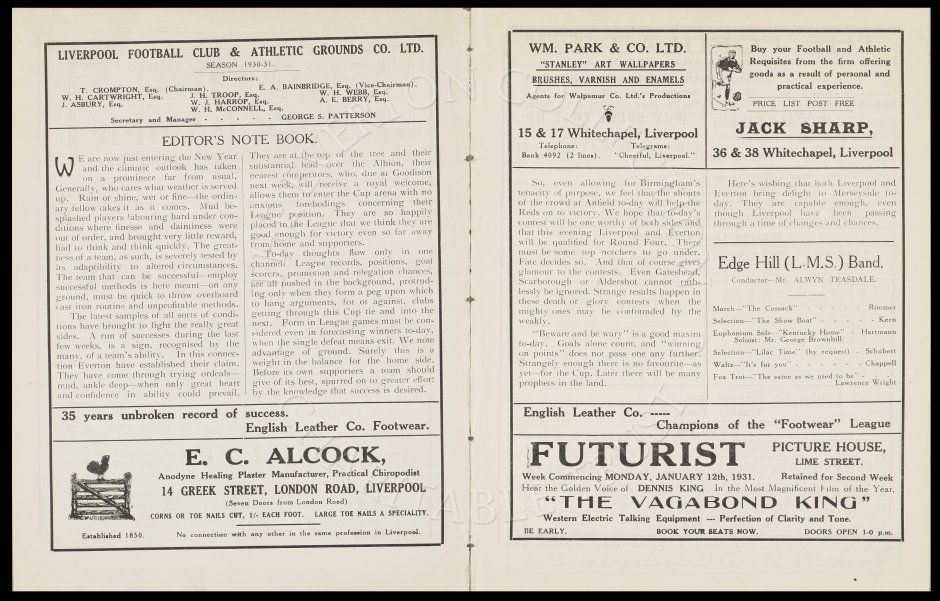 LIVERPOOL FOOTBALL CLUB & ATHLETIC GROUNDS CO. LTD.
SEASON 1930-31.
Directors:
T. CROMPTON, Esq. (Chairman). E. A. BAINBRIDGE, Esq. (Vice-Chairman).
W. H. CARTWRIGHT, Esq. J. H. TROOP, Esq. W. H. WEBB, Esq.
J. ASBURY, Esq. W. J. HARROP, Esq. A. E. BERRY, Esq.
W. H. McCONNELL, Esq.
Secretary and Manager - - - - - GEORGE S. PATTERSON
EDITOR'S NOTE BOOK.
WE are now just entering the New Year
and the climatic outlook has taken
on a prominece far from usual.
Generally, who cares what weather is served
up. Rain or shine, wet or fine—the ordin-
ary fellow takes it as it comes. Mud be-
splashed players labouring hard under con-
ditions where finesse and daintiness were
out of order, and brought very little reward,
had to think and think quickly. The great-
ness of a team, as such, is severely tested by
its adaptability to altered circumstances.
The team that can be successful—employ
successful methods is here meant—on any
ground, must be quick to throw overboard
cast iron routine and unprofitable methods.
The latest samples of all sorts of condi-
tions have brought to light the really great
sides. A run of successes during the last
few weeks, is a sign, recognised by the
many, of a team's ability. In this connec-
tion Everton have established their claim.
They have come through trying ordeals—
mud, ankle deep—when only great heart
and confidence in ability could prevail.
They are at the top of the tree and their
substantial lead over the Albion, their
nearest competitors, who, due at Goodison
next week, will receive a royal welcome,
allows them to enter the Cup arena with no
anxious forebodings concerning their
League position. They are so happily
placed in the League that we think they are
good enough for victory even so far away
from home and supporters.
To-day thoughts flow only in one
channel. League records, positions, goal
scorers, promotion and relegation chances,
are all pushed in the background, protrud-
ing only when they form a peg upon which
to hang arguments, for or against, clubs
getting through this Cup tie and into the
next. Form in League games must be con-
sidered even in forecasting winners to-day,
when the single defeat means exit. We note
advantage of ground. Surely this is a
weight in the balance for the home side.
Before its own supporters a team should
give of its best, spurred on to greater effort
by the knowledge that success is desired.
35 years unbroken record of success.
English Leather Co. Footwear.
E. C. ALCOCK,
Anodyne Healing Plaster Manufacturer, Practical Chiropodist
14 GREEK STREET, LONDON ROAD, LIVERPOOL
(Seven Doors from London Road)
CORNS OR TOE NAILS CUT, 1/- EACH FOOT. LARGE TOE NAILS A SPECIALITY.
Established 1850. No connection with any other in the same profession in Liverpool.
WM. PARK & CO. LTD.
"STANLEY" ART WALLPAPERS
BRUSHES, VARNISH AND ENAMELS
Agents for Walpamur Co. Ltd.'s Productions
15 & 17 Whitechapel, Liverpool
Telephone: Telegrams:
Bank 4092 (2 lines). "Cheerful, Liverpool."
Buy your Football and Athletic
Requisites from the firm offering
goods as a result of personal and
practical experience.
PRICE LIST POST FREE
JACK SHARP,
36 & 38 Whitechapel, Liverpool
So, even allowing for Birmingham's
tenacity of purpose, we feel that the shouts
of the crowd at Anfield to-day will help the
Reds on to victory. We hope that to-day's
contest will be one worthy of both sides and
that this evening Liverpool and Everton
will be qualified for Round Four. There
must be some top notchers to go under.
Fate decides so. And that of course gives
glamour to the contests. Even Gateshead,
Scarborough or Aldershot cannot ruth-
lessly be ignored. Strange results happen in
these death or glory contests when the
mighty ones may be confounded by the
weakly.
"Beware and be wary" is a good maxim
to-day. Goals alone count, and "winning
on points" does not pass one any further.
Strangely enough there is no favourite—as
yet—for the Cup. Later there will be many
prophets in the land.
Here's wishing that both Liverpool and
Everton bring delight to Merseyside to-
day. They are capable enough, even
though Liverpool have been passing
through a time of changes and chances.
Edge Hill (L.M.S.) Band.
Conductor—Mr. ALWYN TEASDALE.
March—"The Cossack" - - - Rimmer
Selection—"The Show Boat" - - - - Kern
Euphonium Solo—"Kentucky Home" - Hartmann
Soloist: Mr. George Brownbill.
Selection—"Lilac Time" (by request) - Schubert
Waltz—"It's for you" - - - - - Chappell
Fox Trot—"The same as we used to be" - -
Lawrence Wright
English Leather Co. -----
Champions of the "Footwear" League
FUTURIST PICTURE HOUSE,
LIME STREET.
Week Commencing MONDAY, JANUARY 12th, 1931. Retained for Second Week
Hear the Golden Voice of DENNIS KING In the Most Magnificent Film of the Year,
"THE VAGABOND KING"
Western Electric Talking Equipment --- Perfection of Clarity and Tone.
BE EARLY. BOOK YOUR SEATS NOW. DOORS OPEN 1-0 p.m.